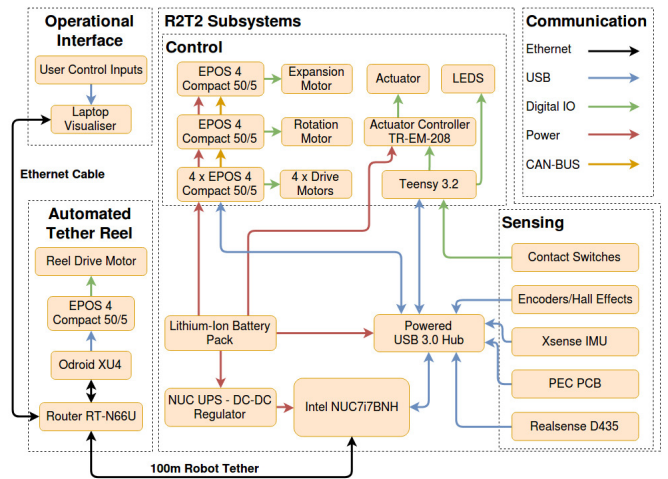 Operational
Interface
User Control Inputs
Laptop
Visualiser
Ethernet Cable
Automated
Tether Reel
Reel Drive Motor
EPOS 4
Compact 50/5
Odroid XU4
Router RT-N66U
100m Robot Tether
R2T2 Subsystems
Control
EPOS 4
Compact 50/5
Expansion
Motor
Actuator
LEDS
EPOS 4
Compact 50/5
Rotation
Motor
Actuator Controller
TR-EM-208
4 x EPOS 4
Compact 50/5
4 x Drive
Motors
Teensy 3.2
Lithium-Ion Battery
Pack
Powered
USB 3.0 Hub
NUC UPS - DC-DC
Regulator
Intel NUC7i7BNH
Communication
Ethernet
USB
Digital IO
Power
CAN-BUS
Sensing
Contact Switches
Encoders/Hall Effects
Xsense IMU
PEC PCB
Realsense D435